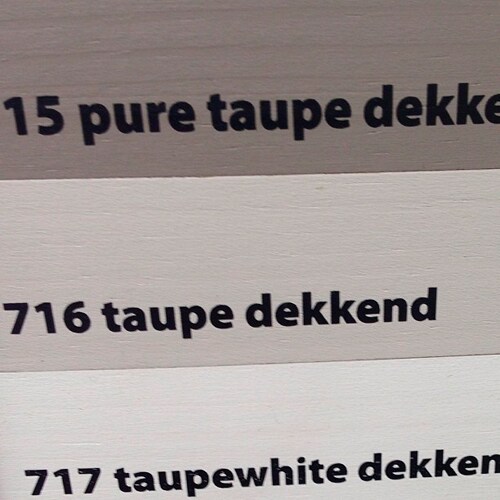 15 pure taupe dekke
716 taupe dekkend
717 taupewhite dekken